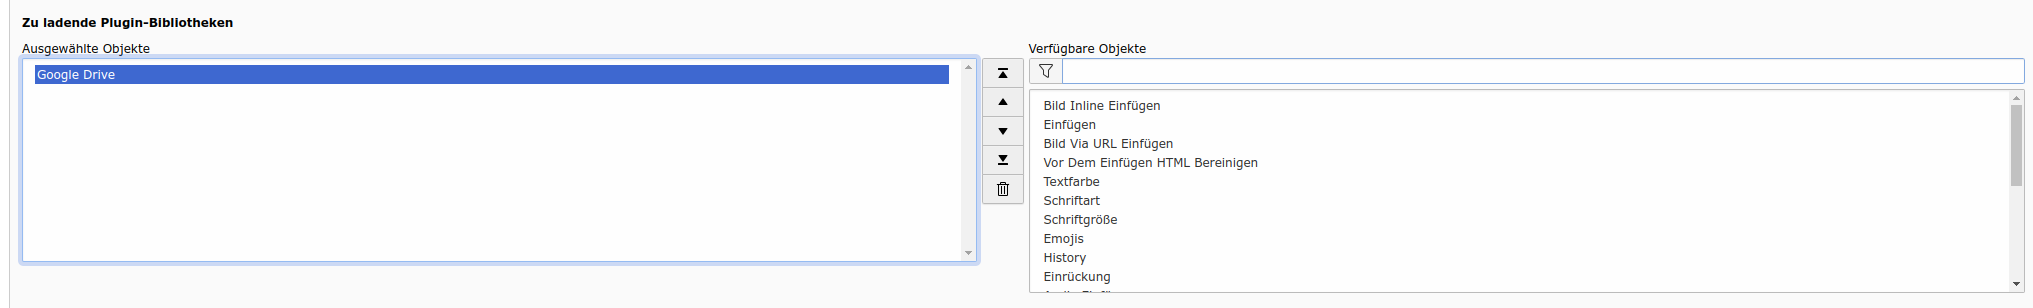 Zu ladende Plugin-Bibliotheken
Ausgewählte Objekte
Google Drive
Verfügbare Objekte
Bild Inline Einfügen
Einfügen
Bild Via URL Einfügen
Vor Dem Einfügen HTML Bereinigen
Textfarbe
Schriftart
Schriftgröße
Emojis
History
Einrückung